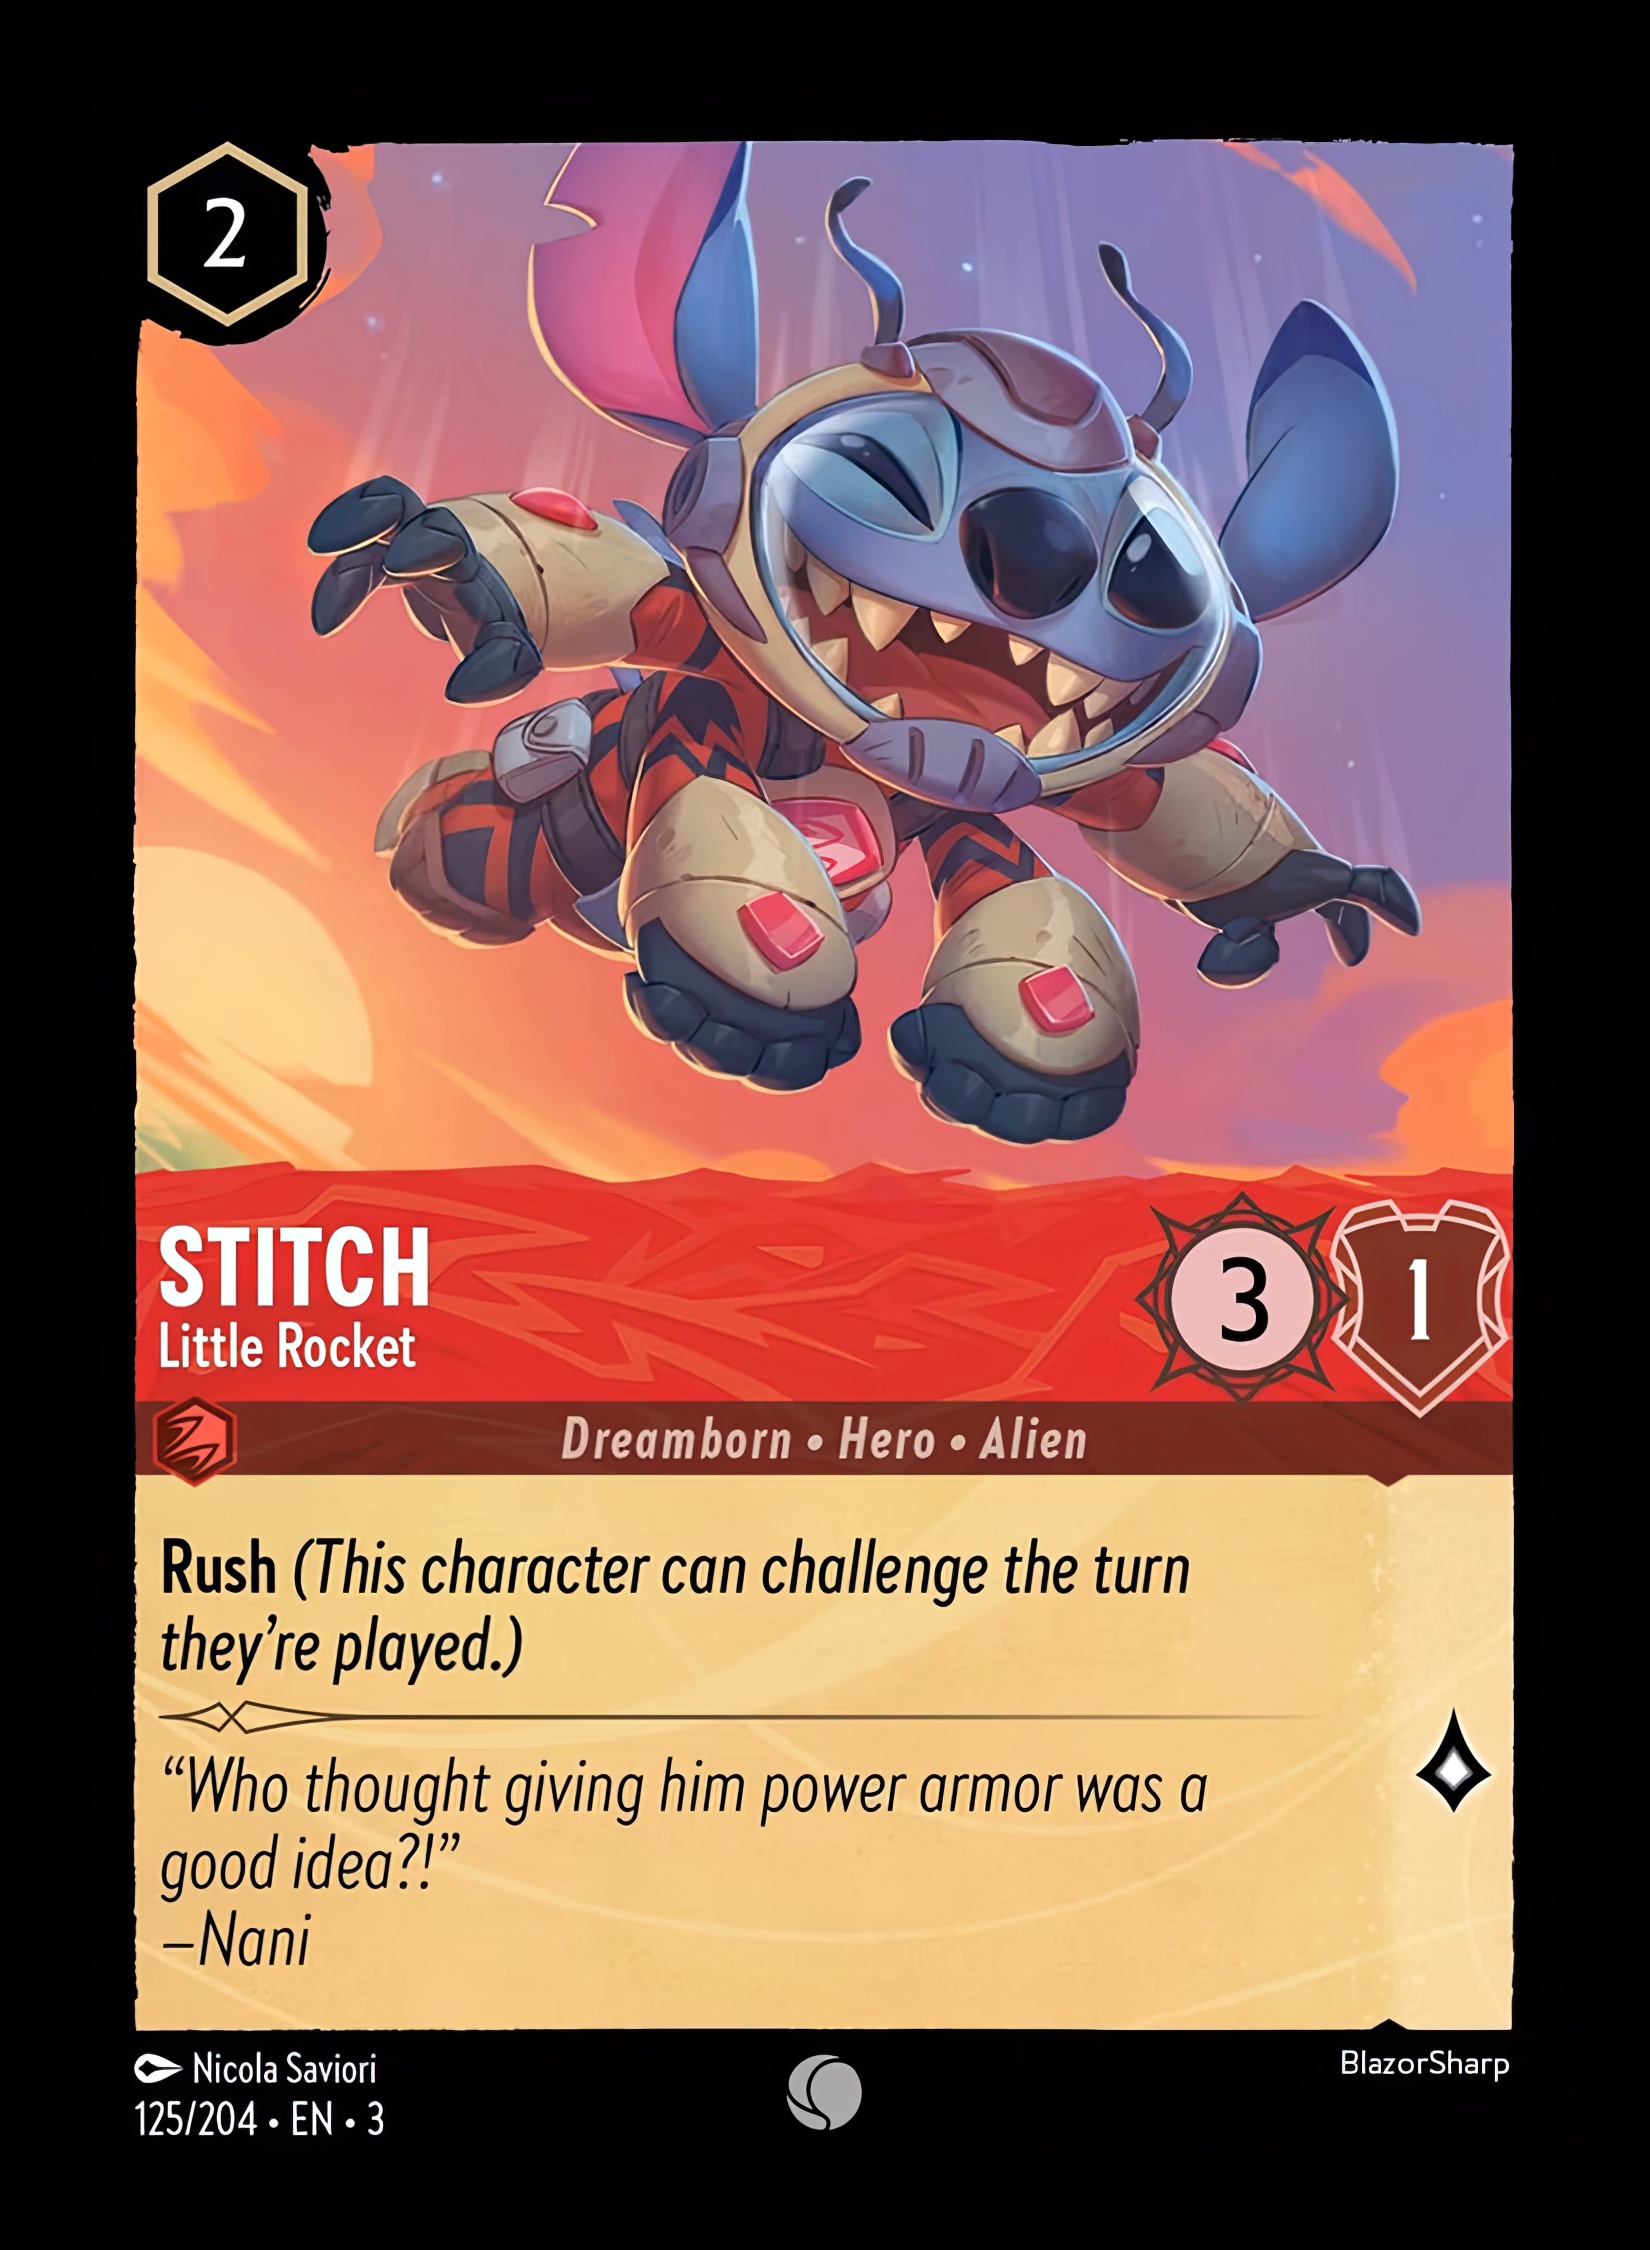 2
STITCH
3
1
Little Rocket
Dreamborn • Hero • Alien
Rush (This character can challenge the turn
they’re played.)
“Who thought giving him power armor was a
good idea?!”
–Nani
Nicola Saviori
BlazorSharp
125/204 • EN • 3